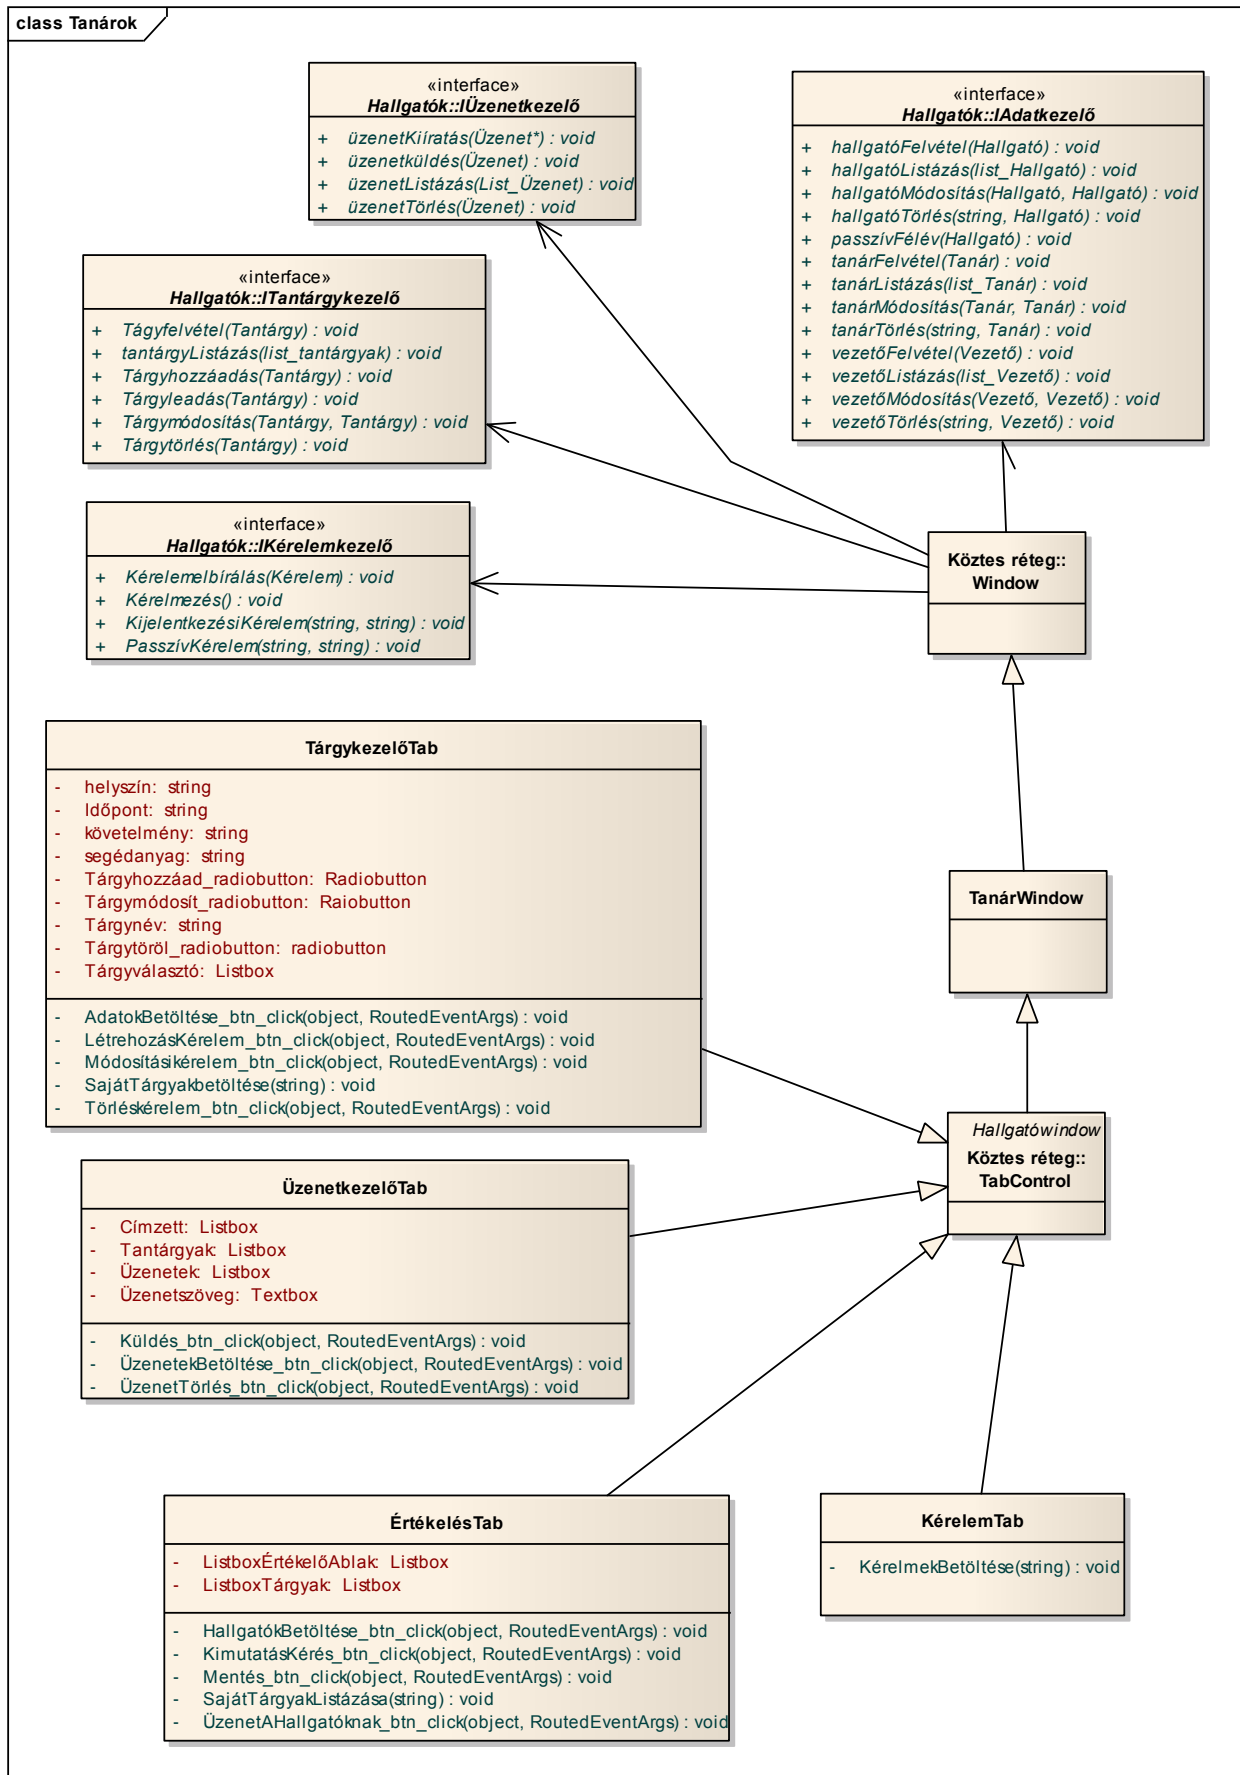 class Tanárok
«interface»
Hallgatók::IÜzenetkezelő
+ üzenetKiíratás(Üzenet*) : void
+ üzenetküldés(Üzenet) : void
+ üzenetListázás(List_Üzenet) : void
+ üzenetTörlés(Üzenet) : void
«interface»
Hallgatók::IAdatkezelő
+ hallgatóFelvétel(Hallgató) : void
+ hallgatóListázás(list_Hallgató) : void
+ hallgatóMódosítás(Hallgató, Hallgató) : void
+ hallgatóTörlés(string, Hallgató) : void
+ passzívFélév(Hallgató) : void
+ tanárFelvétel(Tanár) : void
+ tanárListázás(list_Tanár) : void
+ tanárMódosítás(Tanár, Tanár) : void
+ tanárTörlés(string, Tanár) : void
+ vezetőFelvétel(Vezető) : void
+ vezetőListázás(list_Vezető) : void
+ vezetőMódosítás(Vezető, Vezető) : void
+ vezetőTörlés(string, Vezető) : void
«interface»
Hallgatók::ITantárgykezelő
+ Tágyfelvétel(Tantárgy) : void
+ tantárgyListázás(list_tantárgyak) : void
+ Tárgyhozzáadás(Tantárgy) : void
+ Tárgyleadás(Tantárgy) : void
+ Tárgymódosítás(Tantárgy, Tantárgy) : void
+ Tárgytörlés(Tantárgy) : void
«interface»
Hallgatók::IKérelemkezelő
+ Kérelemelbírálás(Kérelem) : void
+ Kérelmezés() : void
+ KijelentkezésiKérelem(string, string) : void
+ PasszívKérelem(string, string) : void
Köztes réteg::
Window
TárgykezelőTab
- helyszín: string
- Időpont: string
- követelmény: string
- segédanyag: string
- Tárgyhozzáad_radiobutton: Radiobutton
- Tárgymódosít_radiobutton: Raiobutton
- Tárgynév: string
- Tárgytöröl_radiobutton: radiobutton
- Tárgyválasztó: Listbox
- AdatokBetöltése_btn_click(object, RoutedEventArgs) : void
- LétrehozásKérelem_btn_click(object, RoutedEventArgs) : void
- Módosításikérelem_btn_click(object, RoutedEventArgs) : void
- SajátTárgyakbetöltése(string) : void
- Törléskérelem_btn_click(object, RoutedEventArgs) : void
TanárWindow
Hallgatówindow
Köztes réteg::
TabControl
ÜzenetkezelőTab
- Címzett: Listbox
- Tantárgyak: Listbox
- Üzenetek: Listbox
- Üzenetszöveg: Textbox
- Küldés_btn_click(object, RoutedEventArgs) : void
- ÜzenetekBetöltése_btn_click(object, RoutedEventArgs) : void
- ÜzenetTörlés_btn_click(object, RoutedEventArgs) : void
ÉrtékelésTab
- ListboxÉrtékelőAblak: Listbox
- ListboxTárgyak: Listbox
- HallgatókBetöltése_btn_click(object, RoutedEventArgs) : void
- KimutatásKérés_btn_click(object, RoutedEventArgs) : void
- Mentés_btn_click(object, RoutedEventArgs) : void
- SajátTárgyakListázása(string) : void
- ÜzenetAHallgatóknak_btn_click(object, RoutedEventArgs) : void
KérelemTab
- KérelmekBetöltése(string) : void